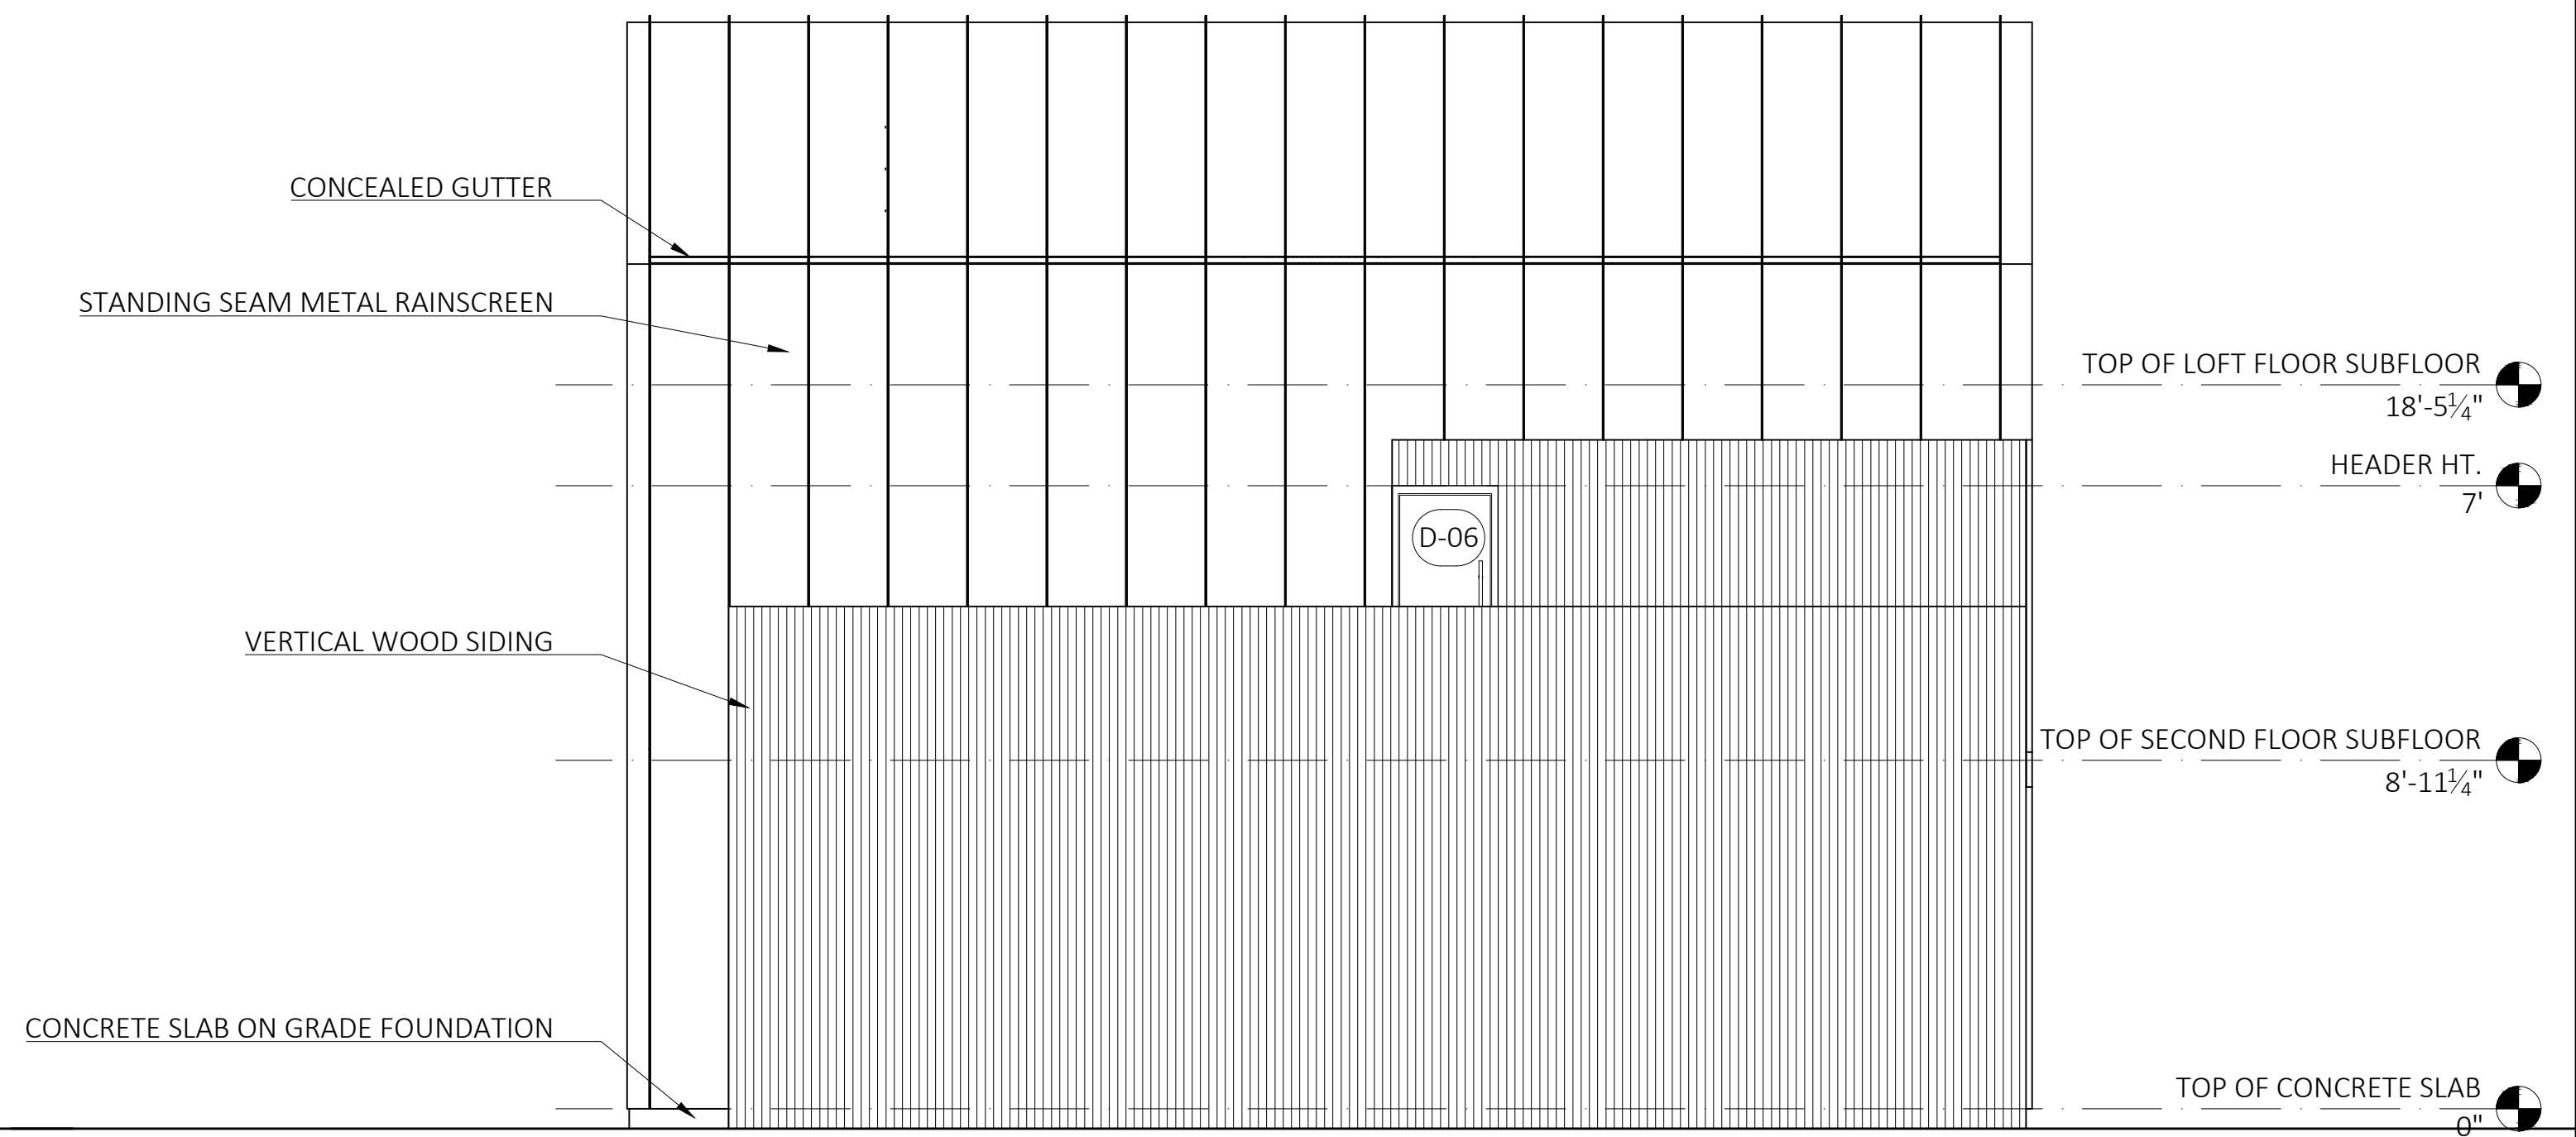 CONCEALED GUTTER
STANDING SEAM METAL RAINSCREEN
TOP OF LOFT FLOOR SUBFLOOR
18'-5¼"
HEADER HT.
7'
D-06
VERTICAL WOOD SIDING
TOP OF SECOND FLOOR SUBFLOOR
8'-11¼"
CONCRETE SLAB ON GRADE FOUNDATION
TOP OF CONCRETE SLAB
0"